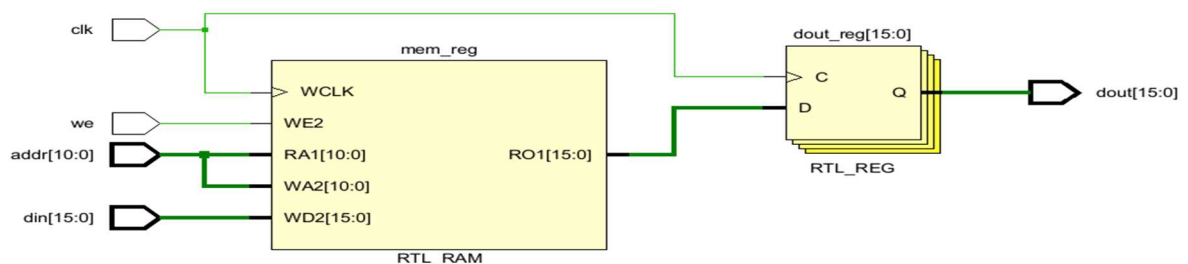 clk
mem_reg
dout_reg[15:0]
WCLK
C
D
Q
dout[15:0]
we
WE2
addr[10:0]
RA1[10:0]
RO1[15:0]
WA2[10:0]
RTL_REG
din[15:0]
WD2[15:0]
RTL_RAM